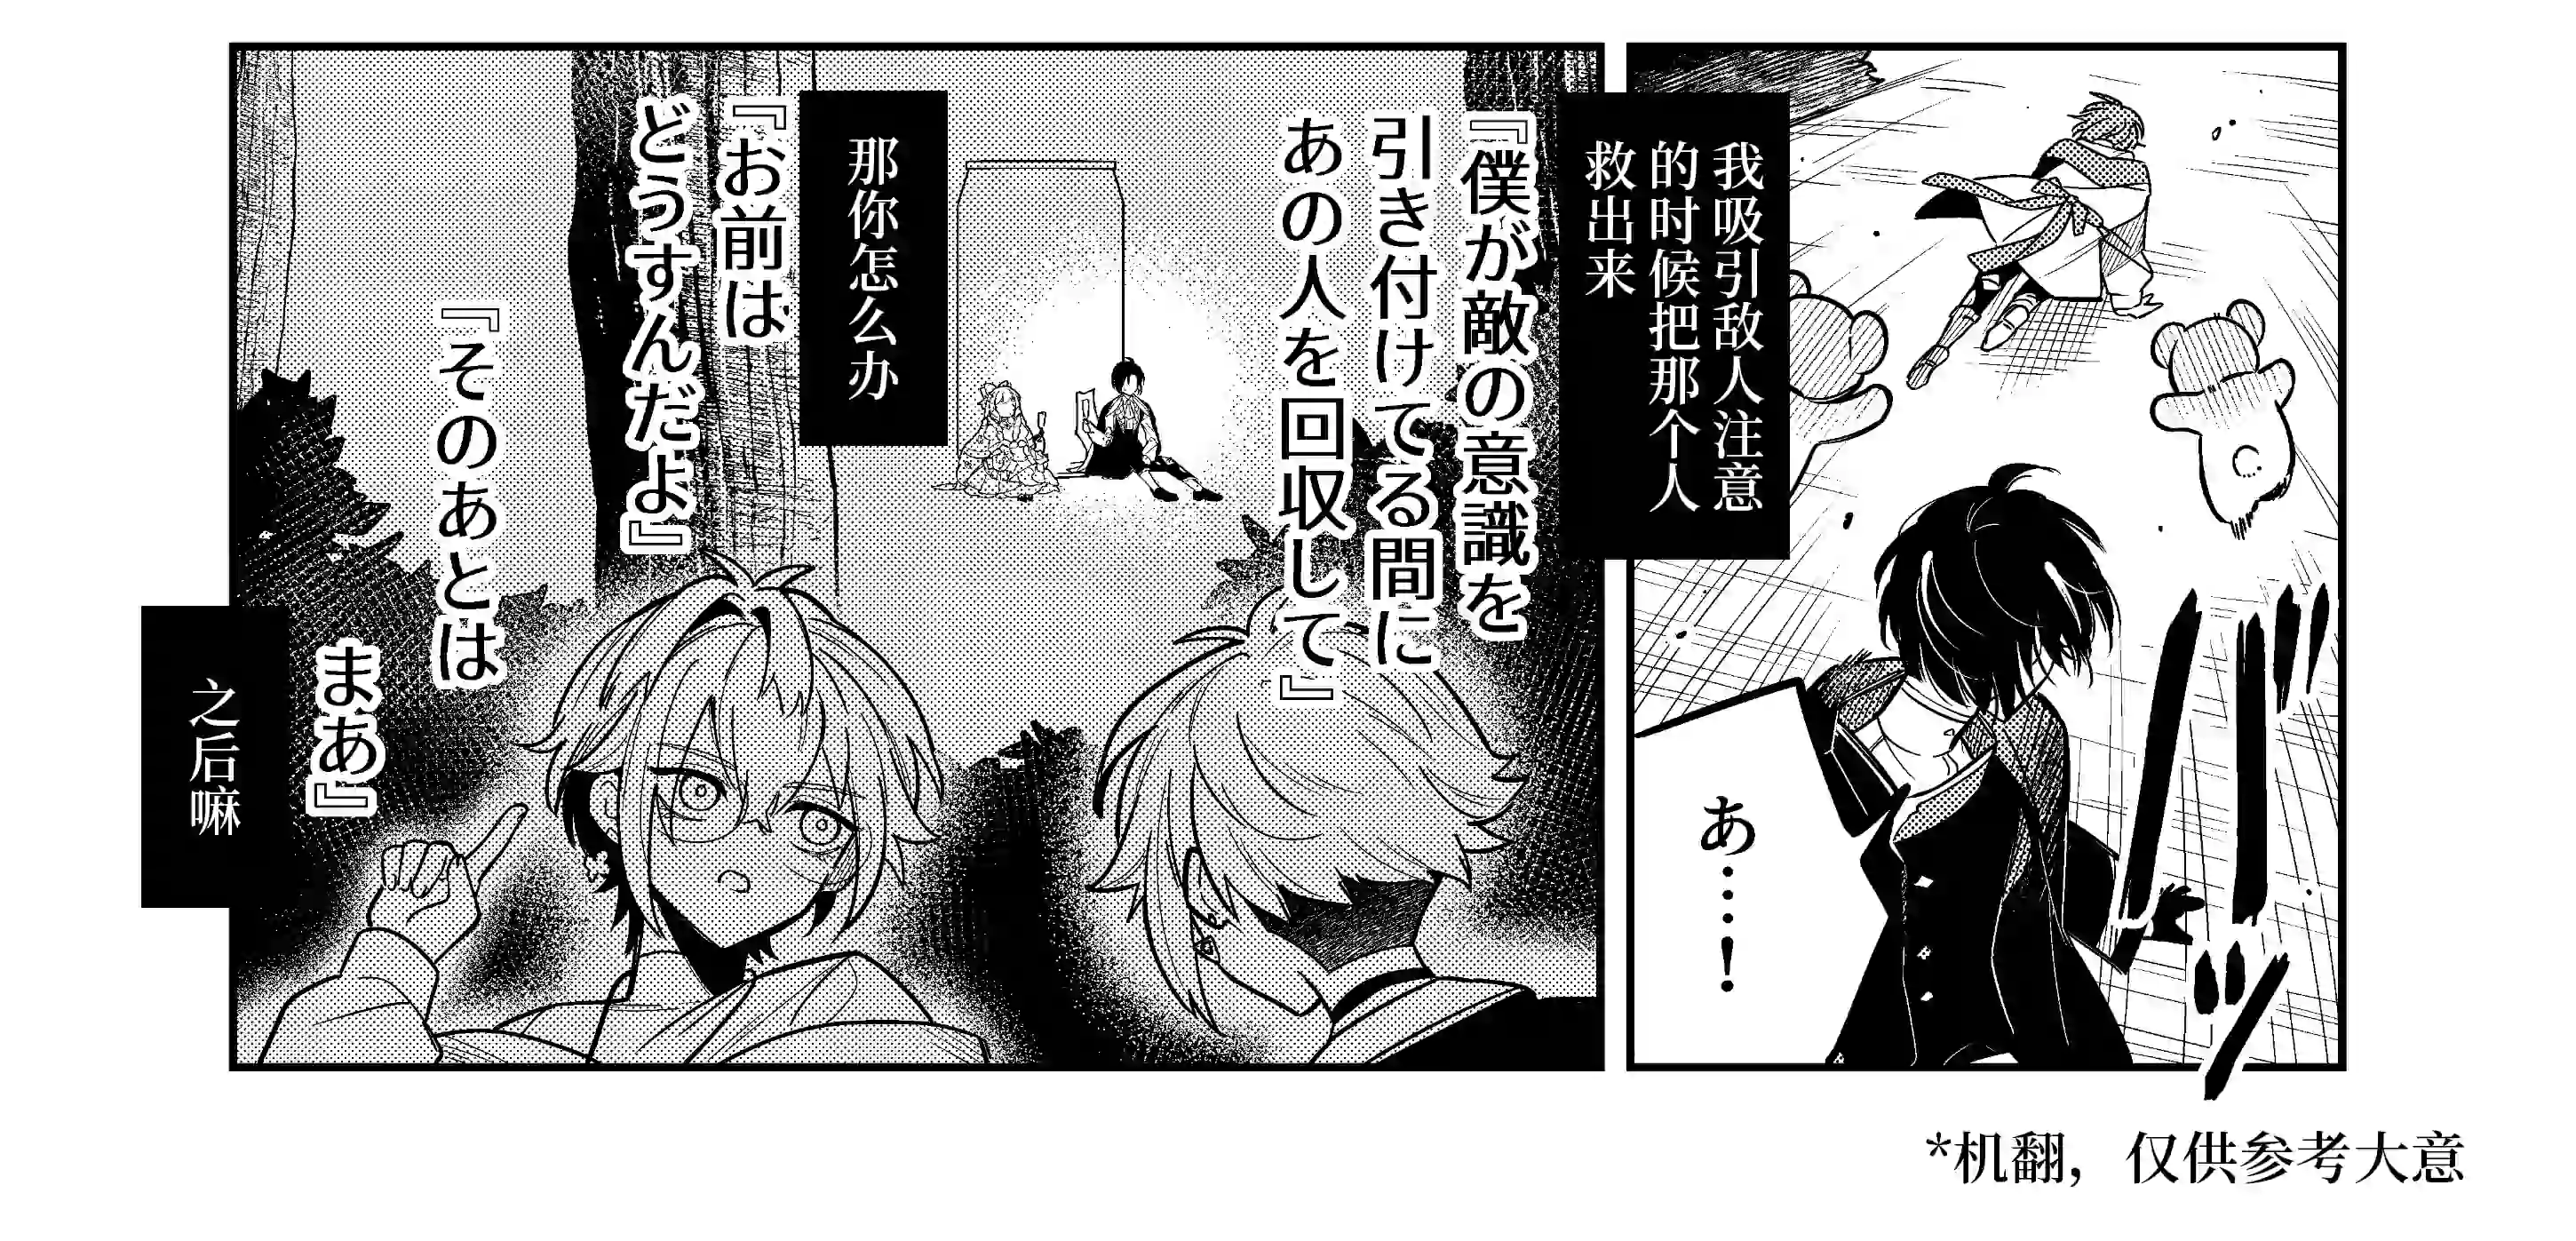 あ……!
我吸引敌人注意
的时候把那个人
救出来
『僕が敵の意識を
引き付けてる間に
あの人を回収して』
那你怎么办
『お前は
どうすんだよ』
『そのあとは
まあ』
之后嘛
*机翻，仅供参考大意